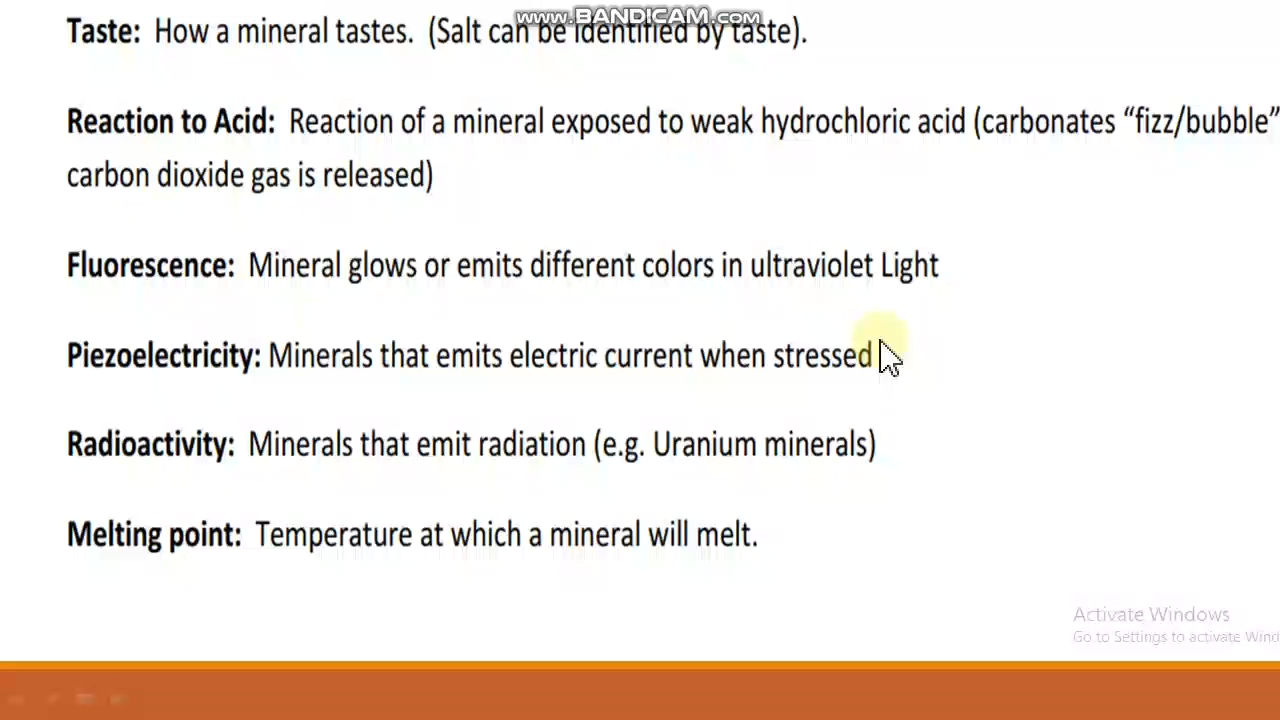 www.BANDICAM.com
Taste: How a mineral tastes. (Salt can be identified by taste).
Reaction to Acid: Reaction of a mineral exposed to weak hydrochloric acid (carbonates “fizz/bubble”
carbon dioxide gas is released)
Fluorescence: Mineral glows or emits different colors in ultraviolet Light
Piezoelectricity: Minerals that emits electric current when stressed
Radioactivity: Minerals that emit radiation (e.g. Uranium minerals)
Melting point: Temperature at which a mineral will melt.
Activate Windows
Go to Settings to activate Wind